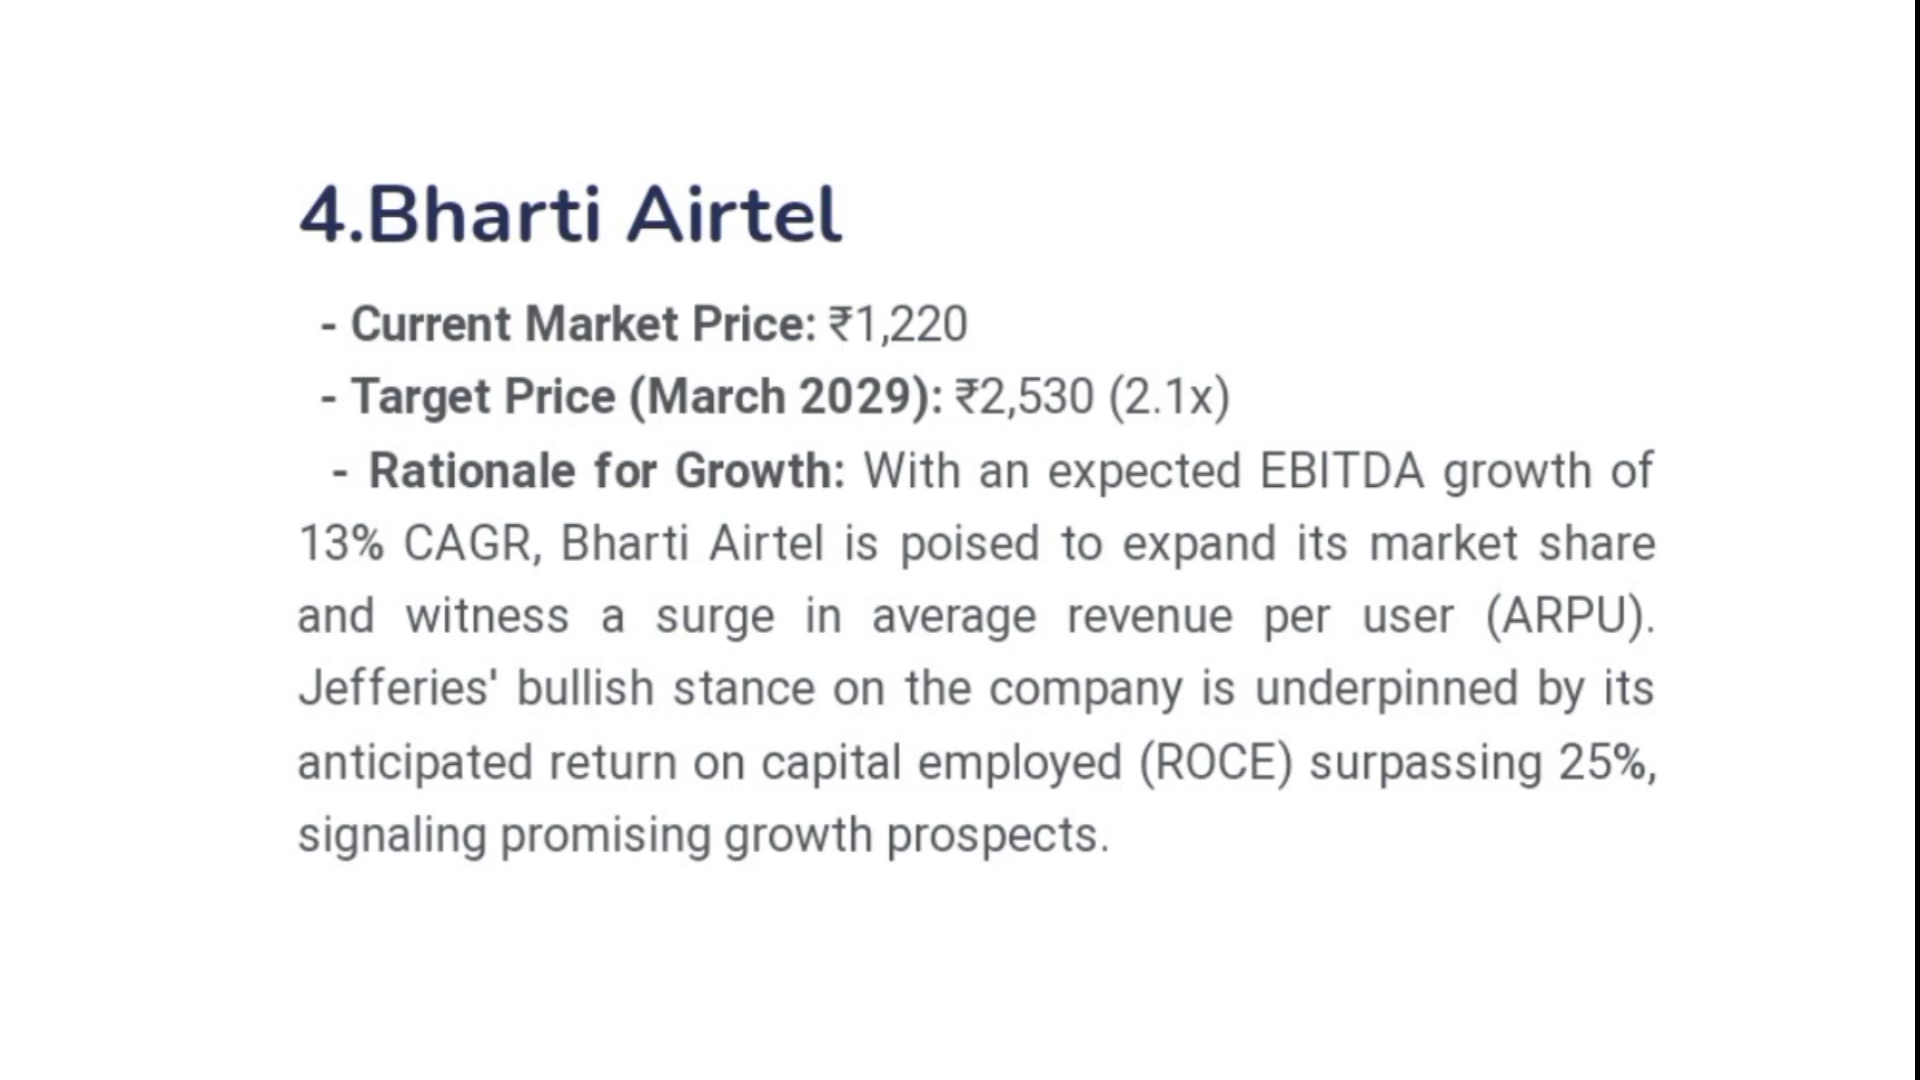 4.Bharti Airtel
- Current Market Price: ₹1,220
- Target Price (March 2029): ₹2,530 (2.1x)
- Rationale for Growth: With an expected EBITDA growth of
13% CAGR, Bharti Airtel is poised to expand its market share
and witness a surge in average revenue per user (ARPU).
Jefferies' bullish stance on the company is underpinned by its
anticipated return on capital employed (ROCE) surpassing 25%,
signaling promising growth prospects.